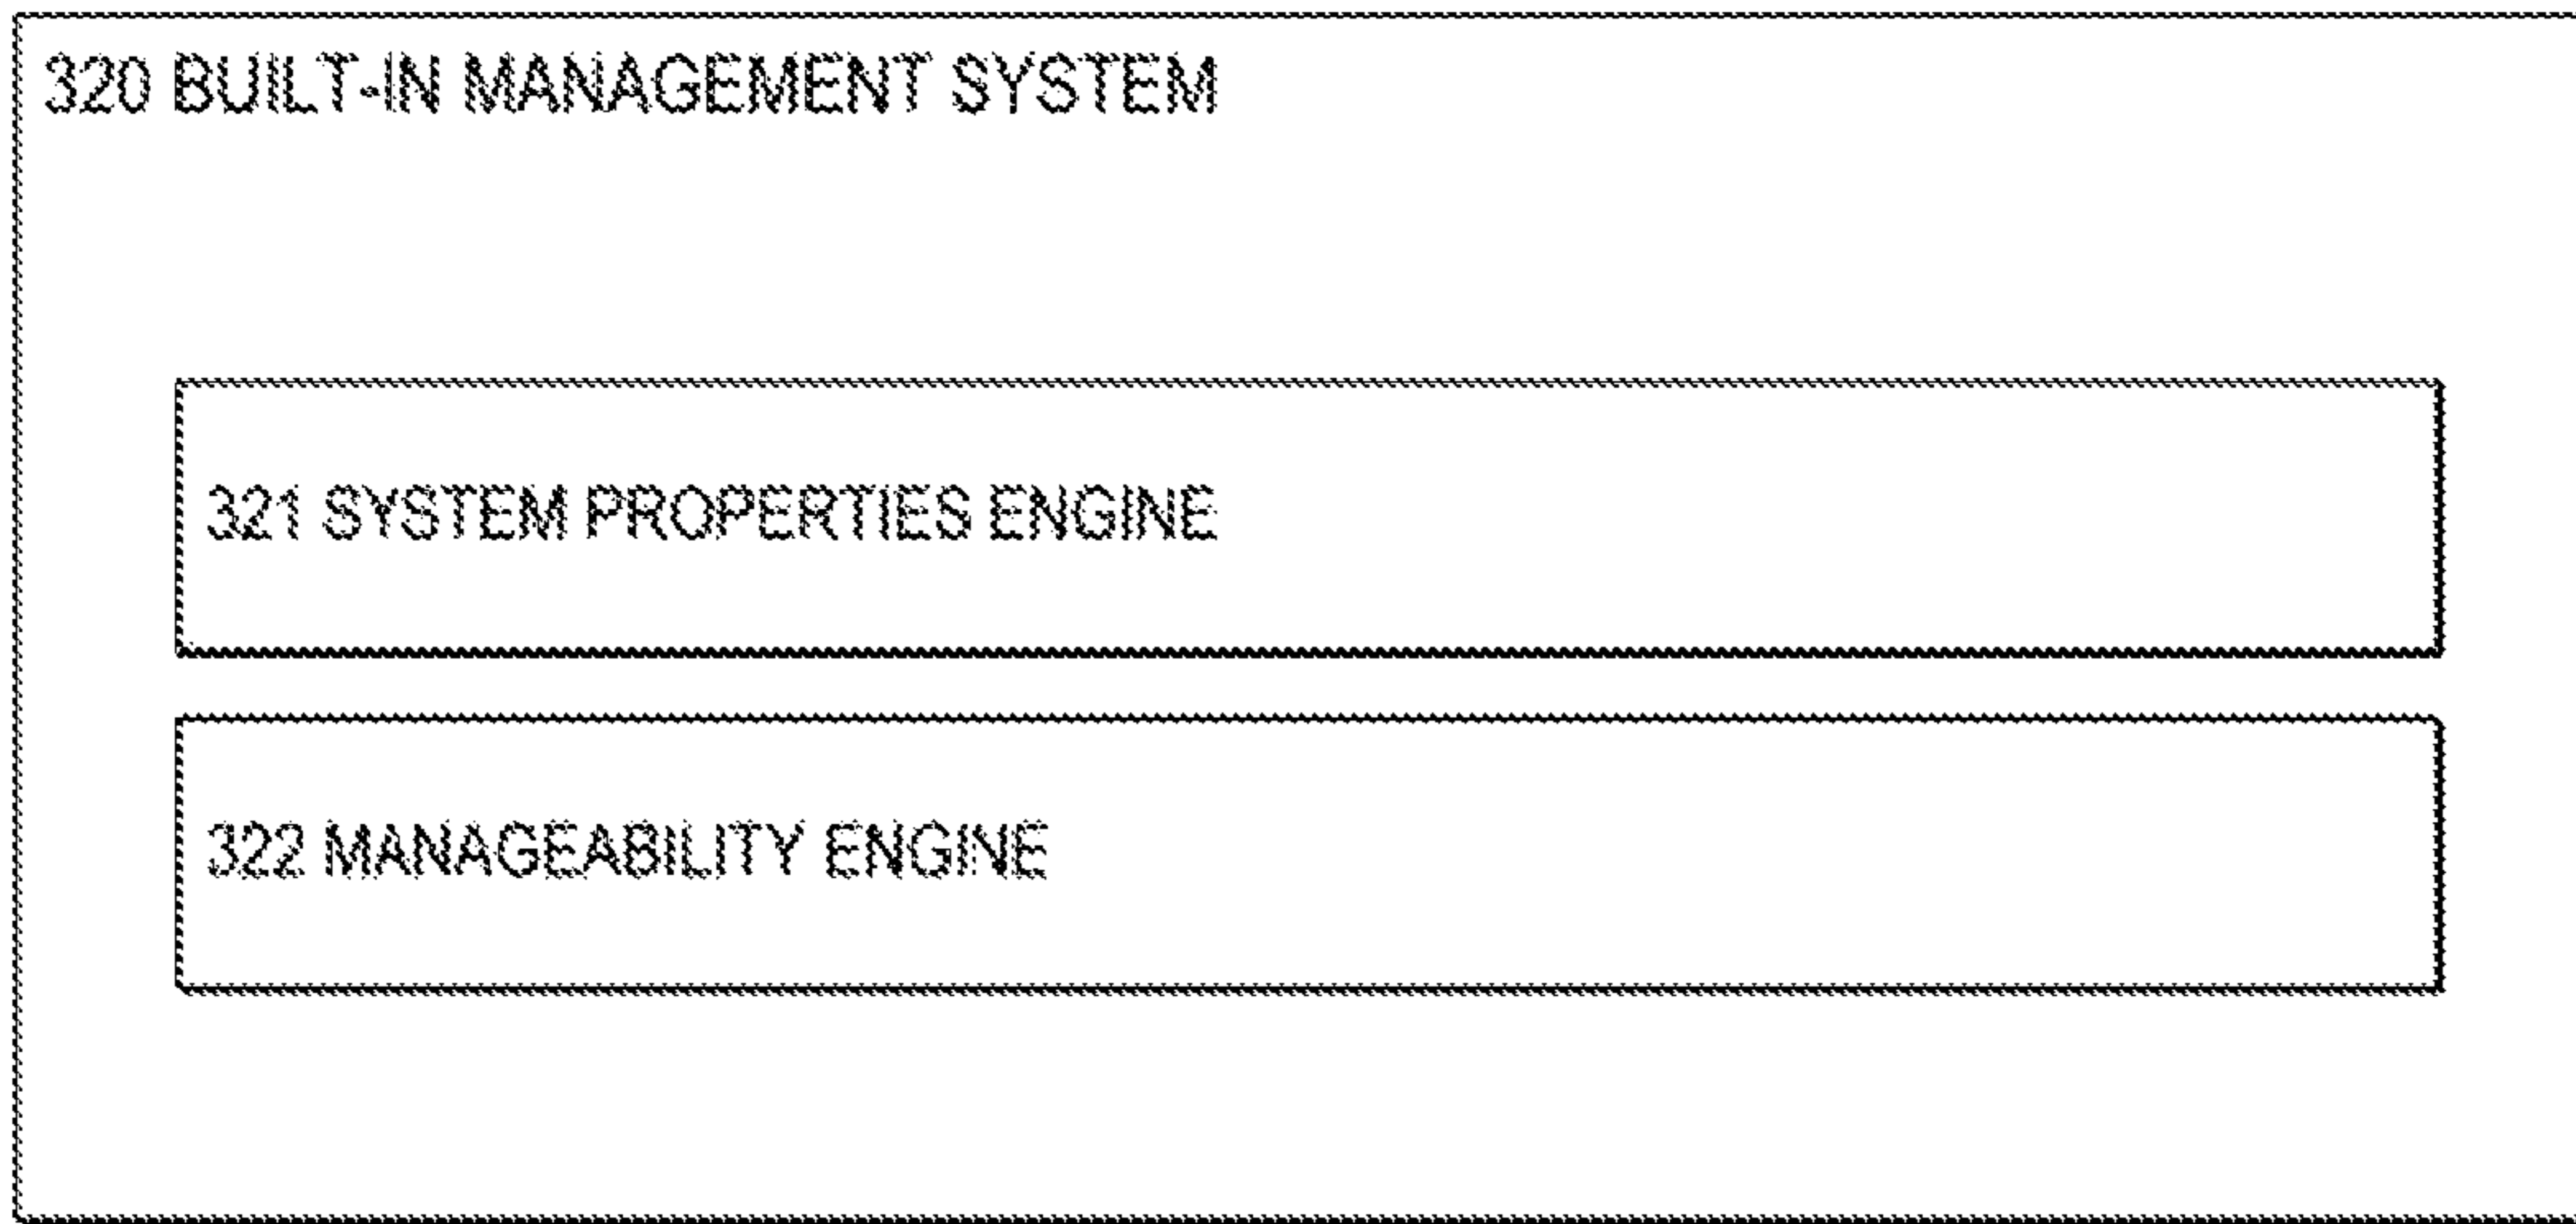 320 BUILT-IN MANAGEMENT SYSTEM
321 SYSTEM PROPERTIES ENGINE
322 MANAGEABILITY ENGINE